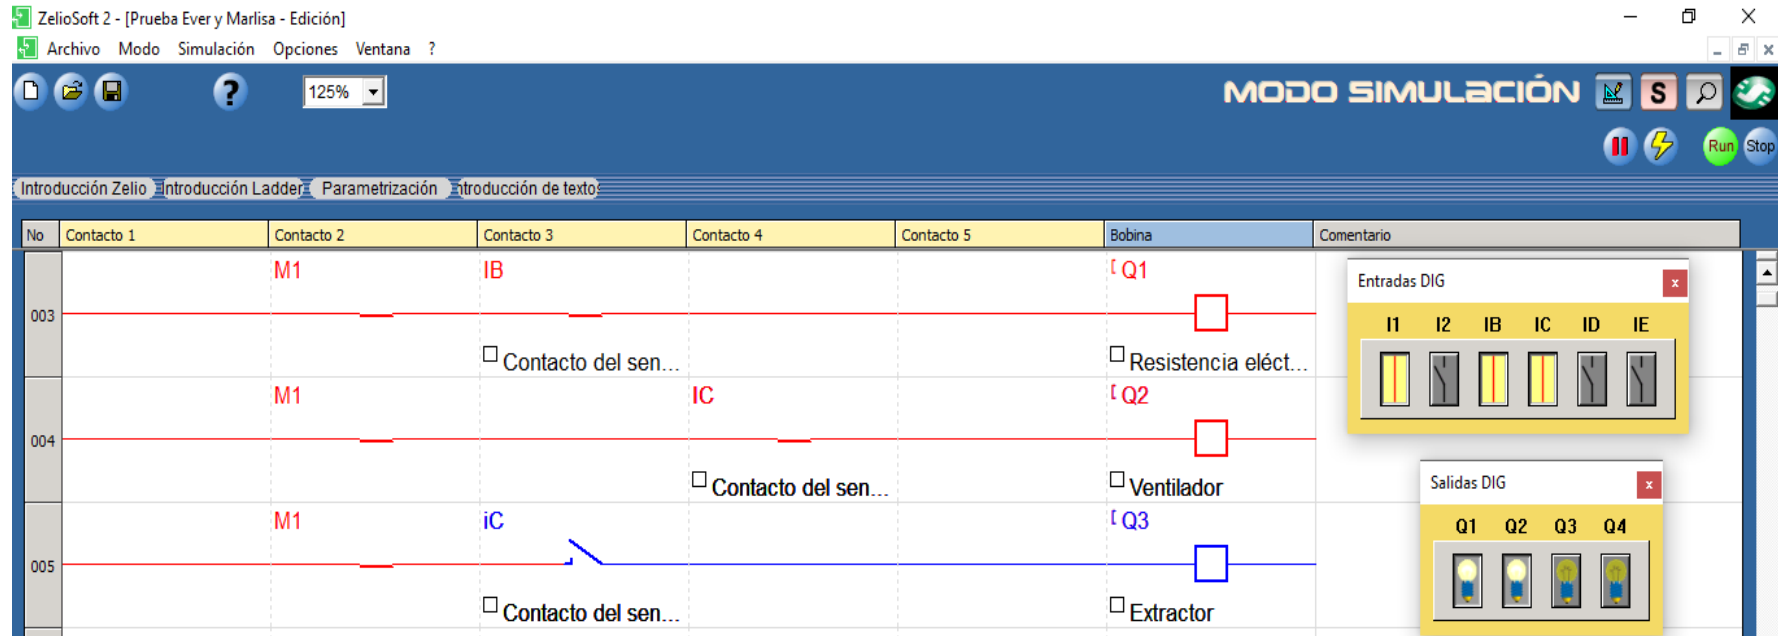 ZelioSoft 2 - [Prueba Ever y Marlisa - Edición]
Archivo Modo Simulación Opciones Ventana ?
? 125% MODO SIMULACIÓN S
Run Stop
Introducción Zelio Introducción Ladder Parametrización ntroducción de textos
No Contacto 1 Contacto 2 Contacto 3 Contacto 4 Contacto 5 Bobina Comentario
M1 IB [ Q1
003
Contacto del sen... Resistencia eléct...
M1 IC [ Q2
004
Contacto del sen... Ventilador
M1 iC [ Q3
005
Contacto del sen... Extractor
Entradas DIG x
I1 I2 IB IC ID IE
Salidas DIG x
Q1 Q2 Q3 Q4